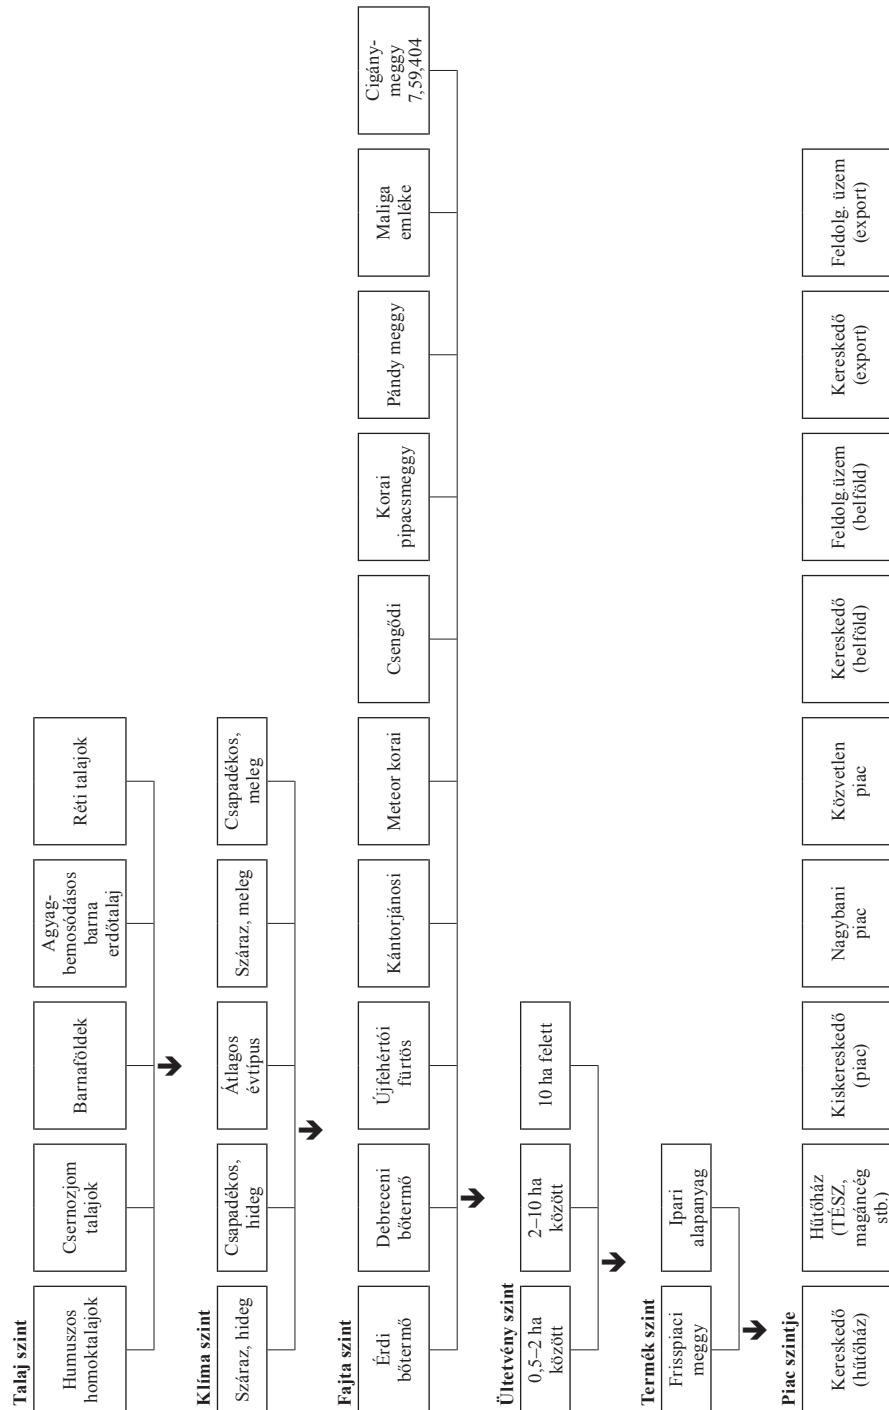 Talaj szint
Humuszos
homoktalajok
Csernozjom
talajok
Barnaföldek
Agyag-
bemosódásos
barna
erdőtalaj
Réti talajok
Klíma szint
Száraz, hideg
Csapadékos,
hideg
Átlagos
évtípus
Száraz, meleg
Csapadékos,
meleg
Fajta szint
Érdi
bőtermő
Debreceni
bőtermő
Újfehértói
fürtös
Kántorjánosi
Meteor korai
Csengődi
Korai
pipacsmeggy
Pándy meggy
Maliga
emléke
Cigány-
meggy
7,59,404
Ültetvény szint
0,5–2 ha
között
2–10 ha
között
10 ha felett
Termék szint
Frisspiaci
meggy
Ipari
alapanyag
Piac szintje
Kereskedő
(hűtőház)
Hűtőház
(TÉSZ,
magáncég
stb.)
Kiskereskedő
(piac)
Nagybani
piac
Közvetlen
piac
Kereskedő
(belföld)
Feldolg.üzem
(belföld)
Kereskedő
(export)
Feldolg. üzem
(export)